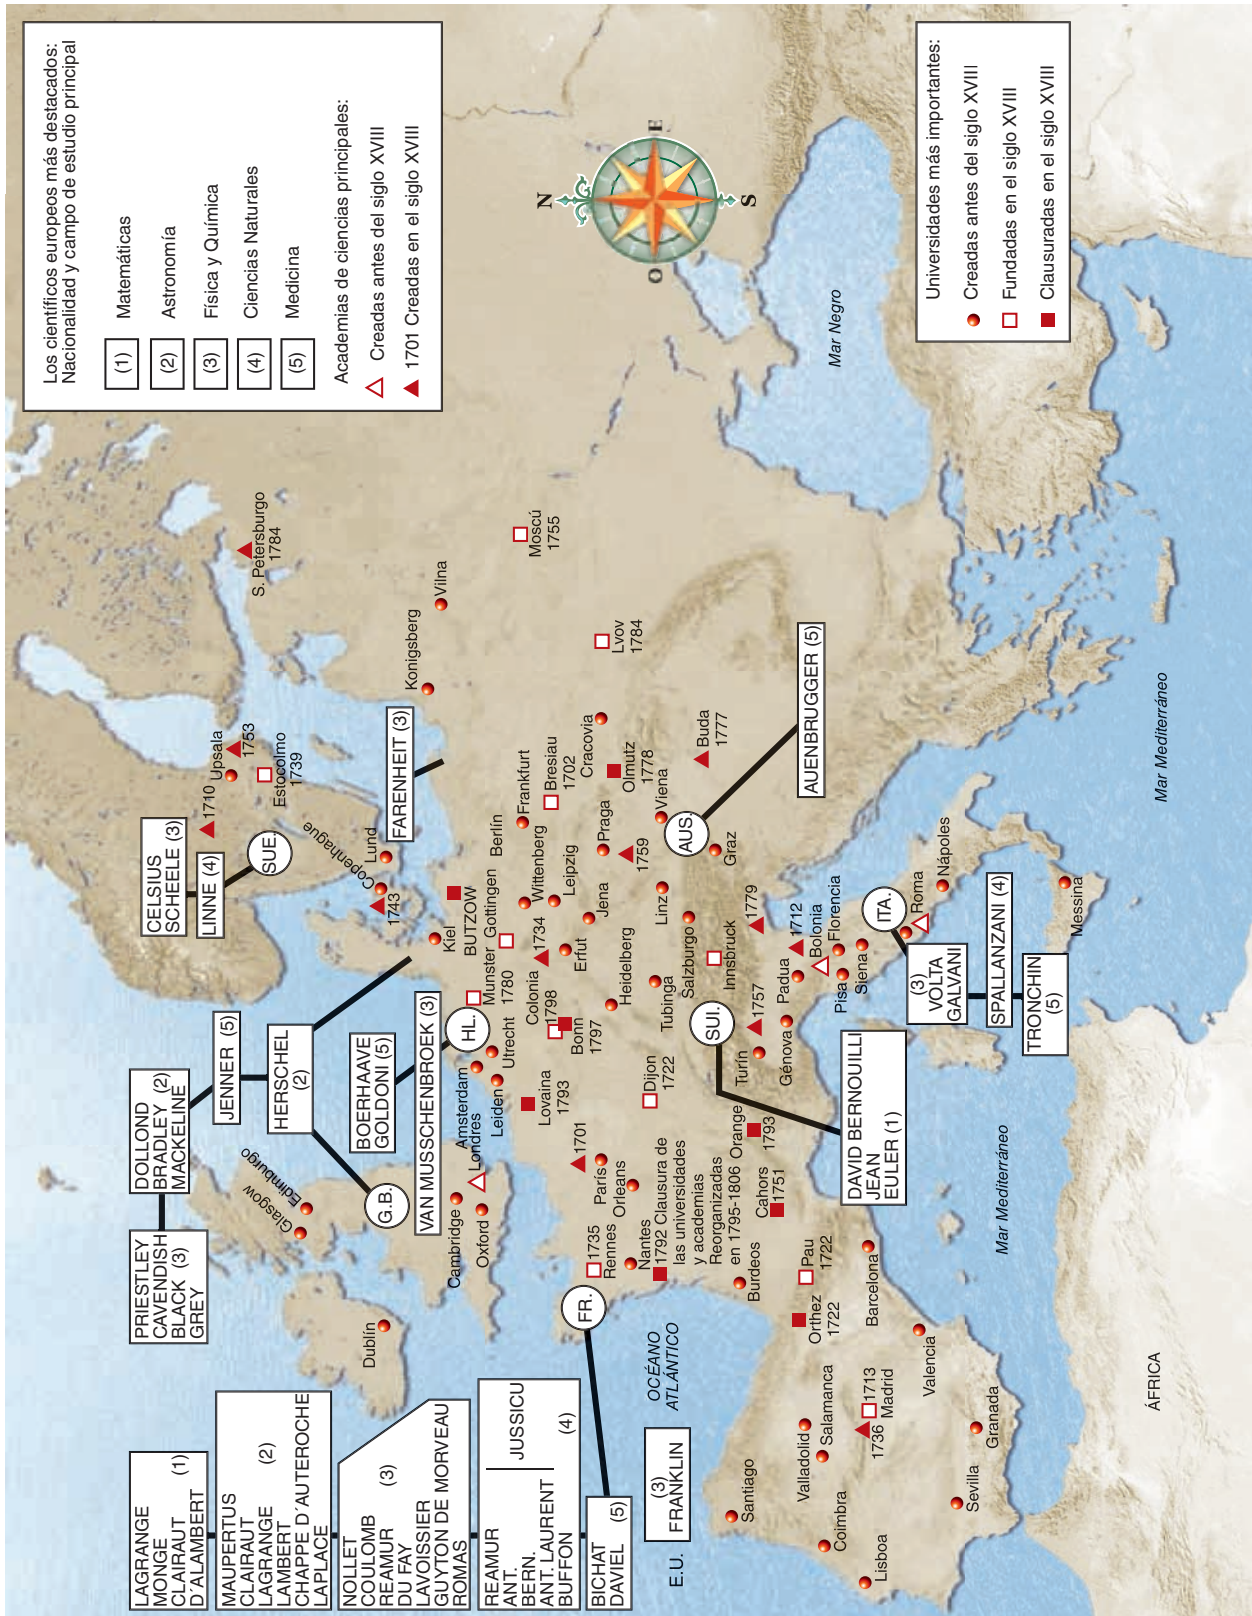 LAGRANGE
MONGE
CLAIRAUT
D´ALAMBERT (1)
MAUPERTUS
CLAIRAUT
LAGRANGE (2)
LAMBERT
CHAPPE D´AUTEROCHE
LAPLACE
NOLLET
COULOMB
REAMUR (3)
DU FAY
LAVOISSIER
GUYTON DE MORVEAU
ROMAS
REAMUR
ANT.
BERN. JUSSICU
ANT. LAURENT
BUFFON (4)
BICHAT
DAVIEL (5)
E.U.
(3)
FRANKLIN
PRIESTLEY
CAVENDISH
BLACK (3)
GREY
DOLOND
BRADLEY (2)
MACKELINE
JENNER (5)
HERSCHEL
(2)
BOERHAAVE
GOLDONI (5)
VAN MUSSCHENBROEK (3)
CELSIUS
SCHEELE (3)
LINNE (4)
FARENHEIT (3)
AUENBRUGGER (5)
DAVID BERNOUILLI
JEAN
EULER (1)
(3)
VOLTA
GALVANI
SPALLANZANI (4)
TRONCHIN
(5)
G.B.
FR.
HL.
SUE.
AUS.
SUI.
ITA.
Los científicos europeos más destacados:
Nacionalidad y campo de estudio principal
(1) Matemáticas
(2) Astronomía
(3) Física y Química
(4) Ciencias Naturales
(5) Medicina
Academias de ciencias principales:
Creadas antes del siglo XVIII
1701 Creadas en el siglo XVIII
N
E
S
O
Universidades más importantes:
Creadas antes del siglo XVIII
Fundadas en el siglo XVIII
Clausuradas en el siglo XVIII
Glasgow
Edimburgo
Dublín
Cambridge
Oxford
Londres
Amsterdam
Leiden
Utrecht
Lovaina
1793
Munster
1780
Colonia
1798
Bonn
1797
Kiel
BUTZOW
Gottingen
1734
Erfut
Jena
Leipzig
Wittenberg
Berlín
Frankfurt
Bresiau
1702
Cracovia
Olmutz
1778
Praga
1759
Viena
Buda
1777
Graz
Linz
Salzburgo
Innsbruck
Tubinga
Heidelberg
Copenhague
1743
Lund
1710
Upsala
1753
Estocolmo
1739
S. Petersburgo
1784
Konigsberg
Vilna
Moscú
1755
Lvov
1784
1701
París
Orleans
1735
Rennes
Nantes
1792 Clausura de
las universidades
y academias
Reorganizadas
en 1795-1806
Dijon
1722
Orange
1793
Cahors
1751
Burdeos
Pau
1722
Orthez
1722
Barcelona
Valencia
1713
Madrid
1736
Salamanca
Valladolid
Santiago
Coimbra
Lisboa
Sevilla
Granada
Turín
1757
Génova
1779
1712
Padua
Bolonia
Florencia
Pisa
Siena
Roma
Nápoles
Messina
OCÉANO
ATLÁNTICO
Mar Negro
Mar Mediterráneo
Mar Mediterráneo
ÁFRICA